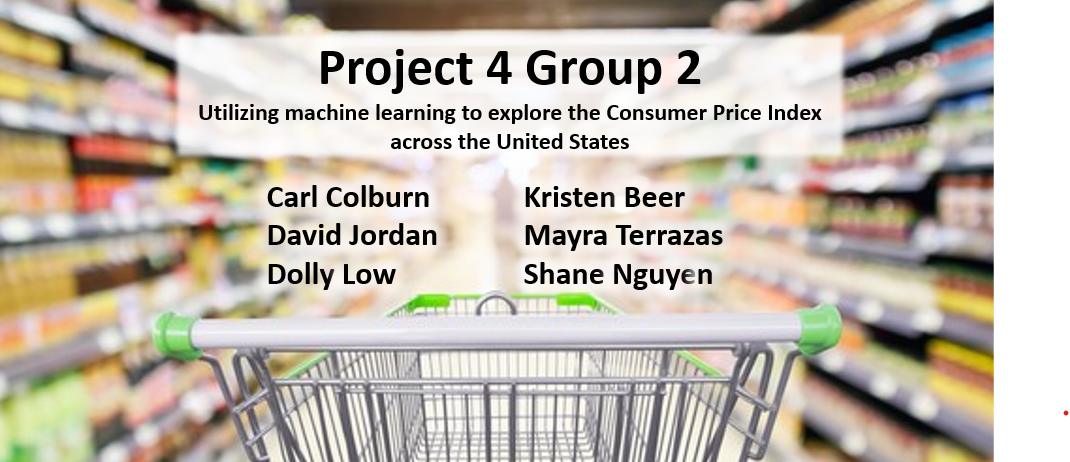 Project 4 Group 2
Utilizing machine learning to explore the Consumer Price Index
across the United States
Carl Colburn
David Jordan
Dolly Low
Kristen Beer
Mayra Terrazas
Shane Nguyen